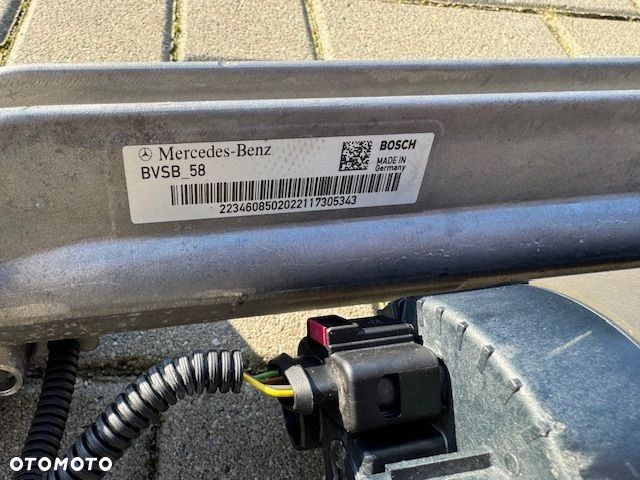 Mercedes-Benz
BVSB_58
BOSCH
MADE IN
Germany
2234608502022117305343
OTOMOTO